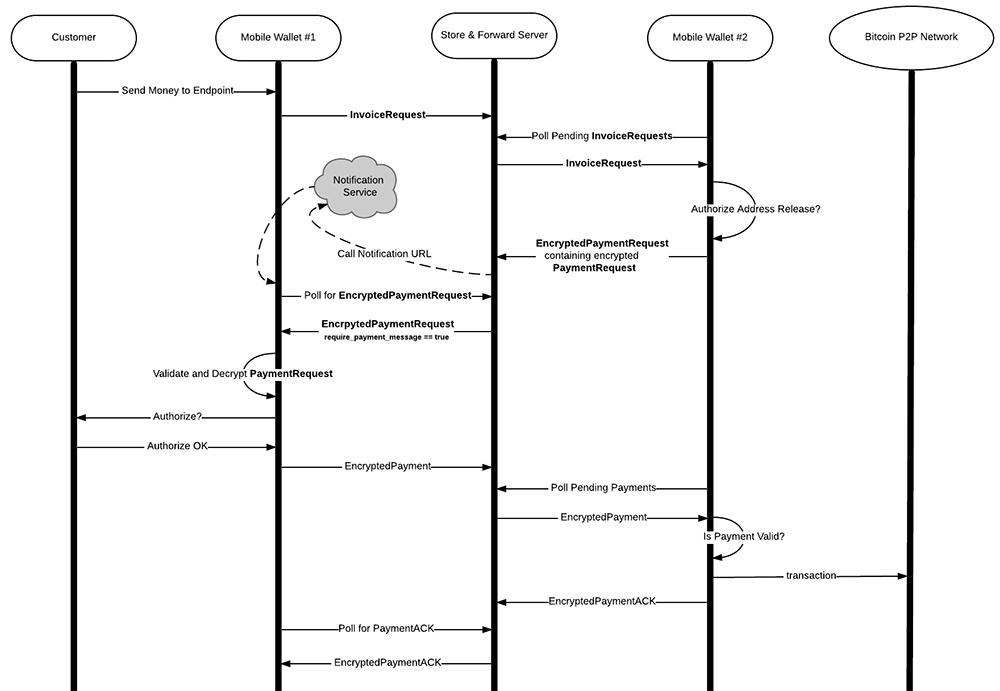 Customer
Mobile Wallet #1
Store & Forward Server
Mobile Wallet #2
Bitcoin P2P Network
Send Money to Endpoint
InvoiceRequest
Poll Pending InvoiceRequests
InvoiceRequest
Notification
Service
Authorize Address Release?
EncryptedPaymentRequest
containing encrypted
PaymentRequest
Call Notification URL
Poll for EncryptedPaymentRequest
EncrpytedPaymentRequest
require_payment_message == true
Validate and Decrypt PaymentRequest
Authorize?
Authorize OK
EncryptedPayment
Poll Pending Payments
EncryptedPayment
Is Payment Valid?
transaction
EncryptedPaymentACK
Poll for PaymentACK
EncryptedPaymentACK